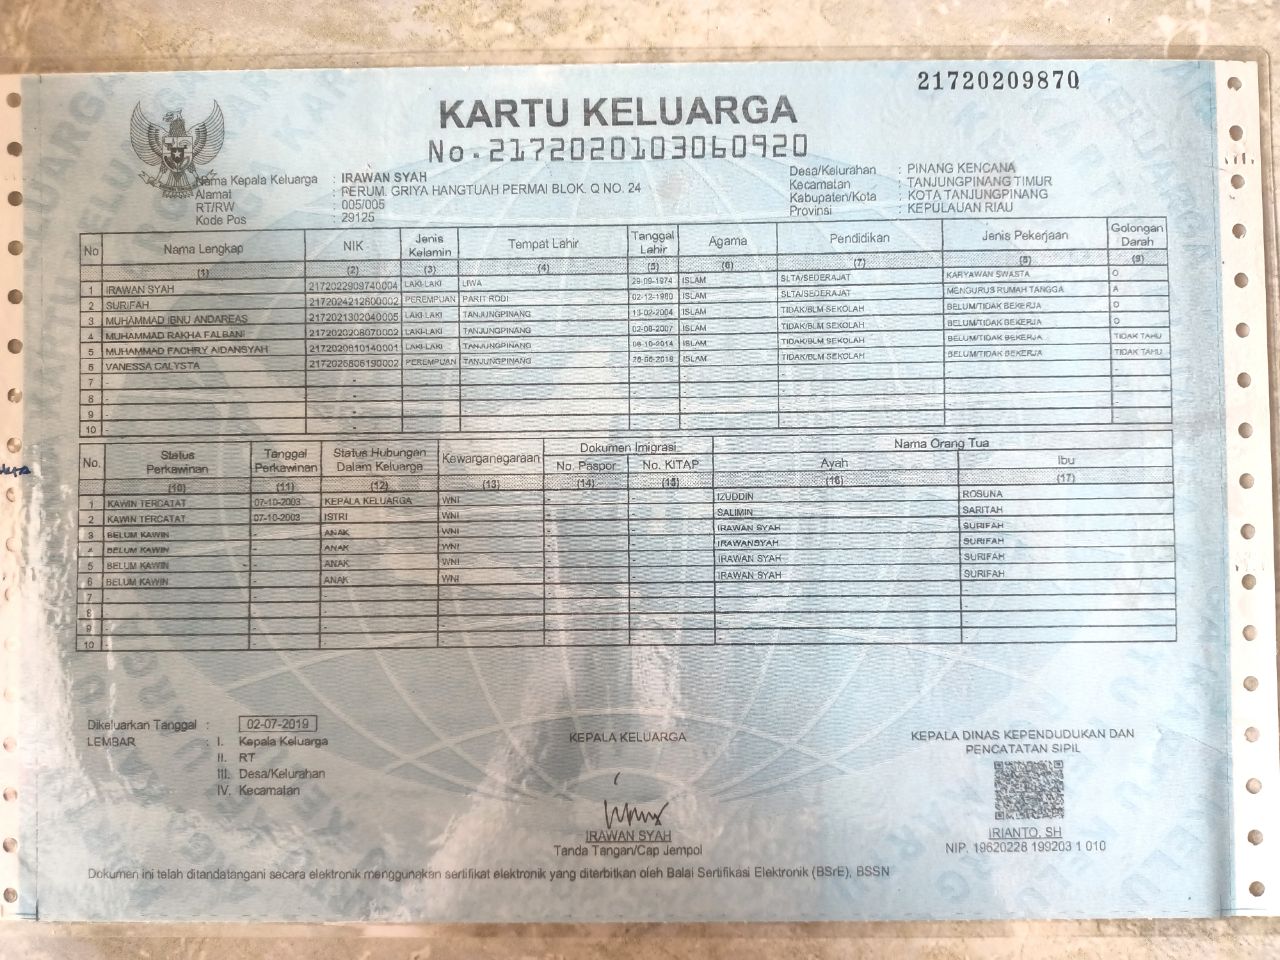 21720209870
KARTU KELUARGA
No. 2172020103060920
Nama Kepala Keluarga : IRAWAN SYAH
Alamat : PERUM. GRIYA HANGTUAH PERMAI BLOK. Q NO. 24
RT/RW : 005/005
Kode Pos : 29125
Desa/Kelurahan : PINANG KENCANA
Kecamatan : TANJUNGPINANG TIMUR
Kabupaten/Kota : KOTA TANJUNGPINANG
Provinsi : KEPULAUAN RIAU
No Nama Lengkap NIK Jenis Kelamin Tempat Lahir Tanggal Lahir Agama Pendidikan Jenis Pekerjaan Golongan Darah
(1) (2) (3) (4) (5) (6) (7) (8) (9)
1 IRAWAN SYAH 2172022909740004 LAKI-LAKI LIWA 29-09-1974 ISLAM SLTA/SEDERAJAT KARYAWAN SWASTA O
2 SURIFAH 2172024212800002 PEREMPUAN PARIT RODI 02-12-1980 ISLAM SLTA/SEDERAJAT MENGURUS RUMAH TANGGA A
3 MUHAMMAD IBNU ANDAREAS 2172021302040005 LAKI-LAKI TANJUNGPINANG 13-02-2004 ISLAM TIDAK/BLM SEKOLAH BELUM/TIDAK BEKERJA O
4 MUHAMMAD RAKHA FALBANI 2172020208070002 LAKI-LAKI TANJUNGPINANG 02-08-2007 ISLAM TIDAK/BLM SEKOLAH BELUM/TIDAK BEKERJA O
5 MUHAMMAD FACHRY AIDANSYAH 2172020810140001 LAKI-LAKI TANJUNGPINANG 08-10-2014 ISLAM TIDAK/BLM SEKOLAH BELUM/TIDAK BEKERJA TIDAK TAHU
6 VANESSA CALYSTA 2172026806190002 PEREMPUAN TANJUNGPINANG 28-06-2019 ISLAM TIDAK/BLM SEKOLAH BELUM/TIDAK BEKERJA TIDAK TAHU
7 - - - - - - - - -
8 - - - - - - - - -
9 - - - - - - - - -
10 - - - - - - - - -
No. Status Perkawinan Tanggal Perkawinan Status Hubungan Dalam Keluarga Kewarganegaraan Dokumen Imigrasi Nama Orang Tua
No. Paspor No. KITAP Ayah Ibu
(10) (11) (12) (13) (14) (15) (16) (17)
1 KAWIN TERCATAT 07-10-2003 KEPALA KELUARGA WNI - - IZUDDIN ROSUNA
2 KAWIN TERCATAT 07-10-2003 ISTRI WNI - - SALIMIN SARITAH
3 BELUM KAWIN - ANAK WNI - - IRAWAN SYAH SURIFAH
4 BELUM KAWIN - ANAK WNI - - IRAWANSYAH SURIFAH
5 BELUM KAWIN - ANAK WNI - - IRAWAN SYAH SURIFAH
6 BELUM KAWIN - ANAK WNI - - IRAWAN SYAH SURIFAH
7 - - - - - - - -
8 - - - - - - - -
9 - - - - - - - -
10 - - - - - - - -
Dikeluarkan Tanggal : 02-07-2019
LEMBAR : I. Kepala Keluarga
II. RT
III. Desa/Kelurahan
IV. Kecamatan
KEPALA KELUARGA
IRAWAN SYAH
Tanda Tangan/Cap Jempol
KEPALA DINAS KEPENDUDUKAN DAN
PENCATATAN SIPIL
IRIANTO, SH
NIP. 19620228 199203 1 010
Dokumen ini telah ditandatangani secara elektronik menggunakan sertifikat elektronik yang diterbitkan oleh Balai Sertifikasi Elektronik (BSrE), BSSN